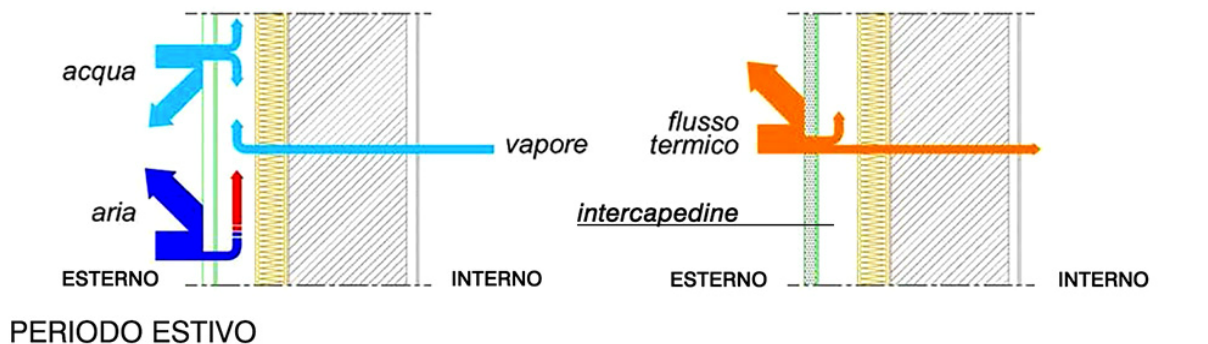 acqua
vapore
aria
ESTERNO
INTERNO
flusso
termico
intercapedine
ESTERNO
INTERNO
PERIODO ESTIVO